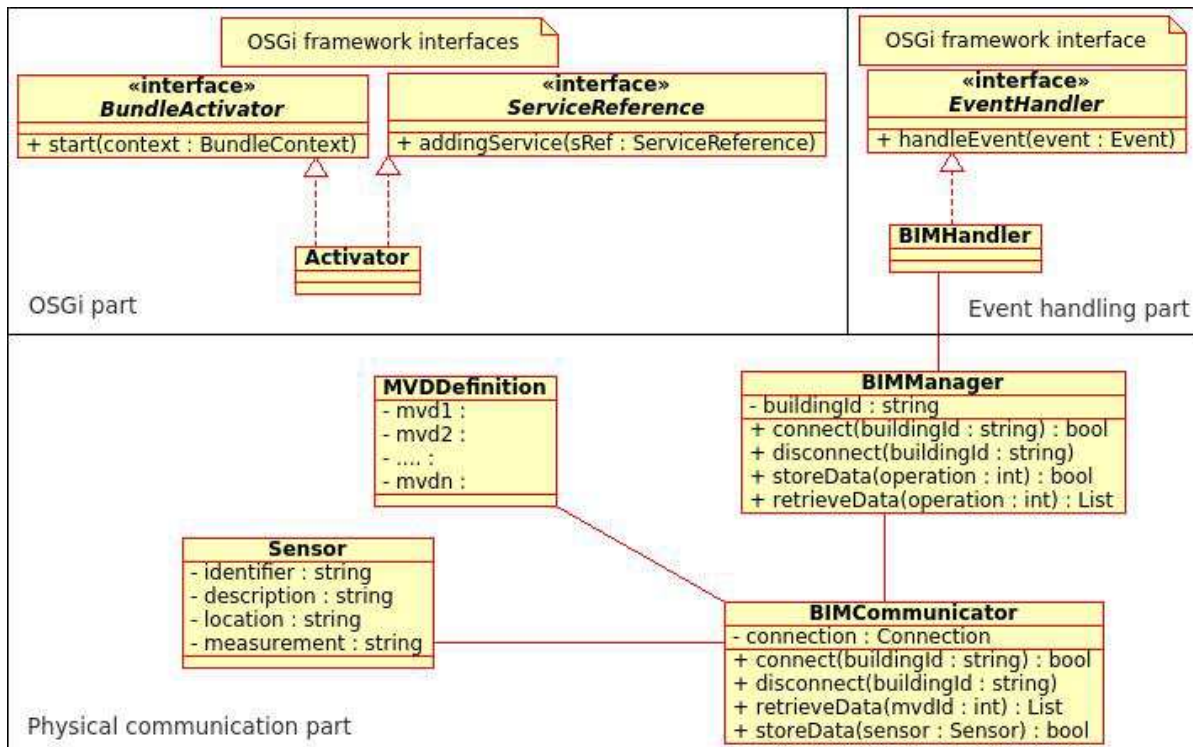 OSGi framework interfaces
«interface»
BundleActivator
+ start(context : BundleContext)
«interface»
ServiceReference
+ addingService(sRef : ServiceReference)
Activator
OSGi part
OSGi framework interface
«interface»
EventHandler
+ handleEvent(event : Event)
BIMHandler
Event handling part
MVDDefinition
- mvd1 :
- mvd2 :
- .... :
- mvdn :
BIMManager
- buildingId : string
+ connect(buildingId : string) : bool
+ disconnect(buildingId : string)
+ storeData(operation : int) : bool
+ retrieveData(operation : int) : List
Sensor
- identifier : string
- description : string
- location : string
- measurement : string
BIMCommunicator
- connection : Connection
+ connect(buildingId : string) : bool
+ disconnect(buildingId : string)
+ retrieveData(mvdId : int) : List
+ storeData(sensor : Sensor) : bool
Physical communication part